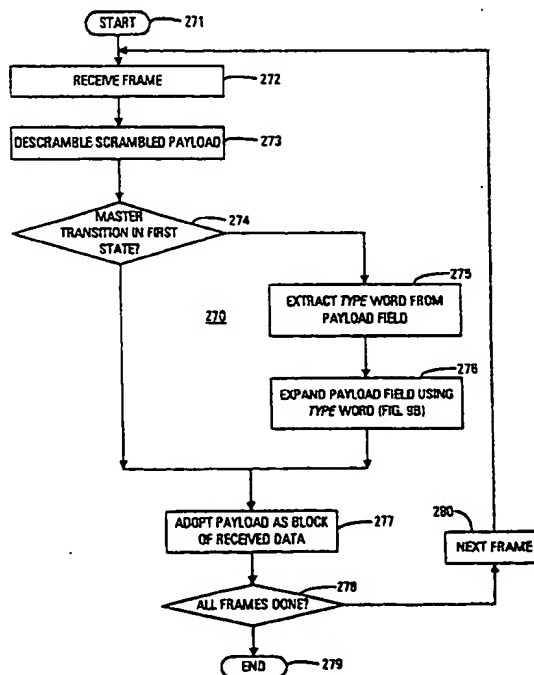 START
271
RECEIVE FRAME
272
DESCRAMBLE SCRAMBLED PAYLOAD
273
MASTER
TRANSITION IN FIRST
STATE?
274
275
EXTRACT TYPE WORD FROM
PAYLOAD FIELD
270
276
EXPAND PAYLOAD FIELD USING
TYPE WORD (FIG. 9B)
ADOPT PAYLOAD AS BLOCK
OF RECEIVED DATA
277
280
NEXT FRAME
278
ALL FRAMES DONE?
END
279